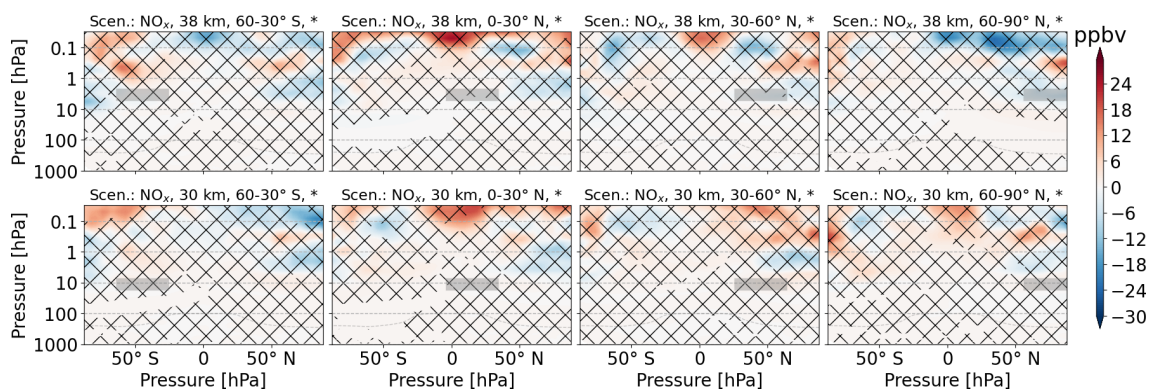 Scen.: NOₓ, 38 km, 60-30° S, *
Scen.: NOₓ, 38 km, 0-30° N, *
Scen.: NOₓ, 38 km, 30-60° N, *
Scen.: NOₓ, 38 km, 60-90° N, *
ppbv
Pressure [hPa]
0.1
1
10
100
1000
24
18
12
6
0
−6
−12
−18
−24
−30
Scen.: NOₓ, 30 km, 60-30° S, *
Scen.: NOₓ, 30 km, 0-30° N, *
Scen.: NOₓ, 30 km, 30-60° N, *
Scen.: NOₓ, 30 km, 60-90° N, *
Pressure [hPa]
0.1
1
10
100
1000
50° S 0 50° N
50° S 0 50° N
50° S 0 50° N
50° S 0 50° N
Pressure [hPa]
Pressure [hPa]
Pressure [hPa]
Pressure [hPa]